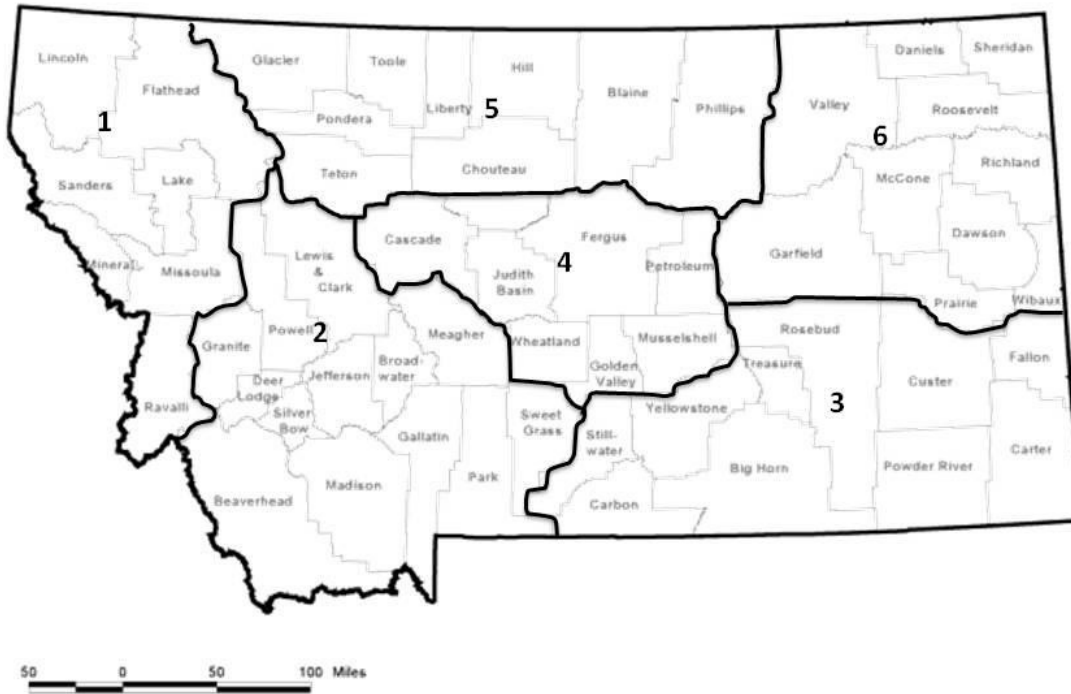 Lincoln
Flathead
Glacier
Toole
Liberty
Hill
Blaine
Phillips
Valley
Daniels
Sheridan
Roosevelt
1
5
6
Pondera
Teton
Chouteau
Richland
McCone
Sanders
Lake
Mineral
Missoula
Lewis
&
Clark
Cascade
Fergus
4
Judith
Basin
Petroleum
Garfield
Dawson
Prairie
Wibaux
Granite
Powell
2
Meagher
Broad-
water
Jefferson
Deer
Lodge
Silver
Bow
Wheatland
Golden
Valley
Musselshell
Rosebud
Treasure
Custer
Fallon
3
Ravalli
Gallatin
Sweet
Grass
Still-
water
Yellowstone
Park
Madison
Beaverhead
Carbon
Big Horn
Powder River
Carter
50 0 50 100 Miles